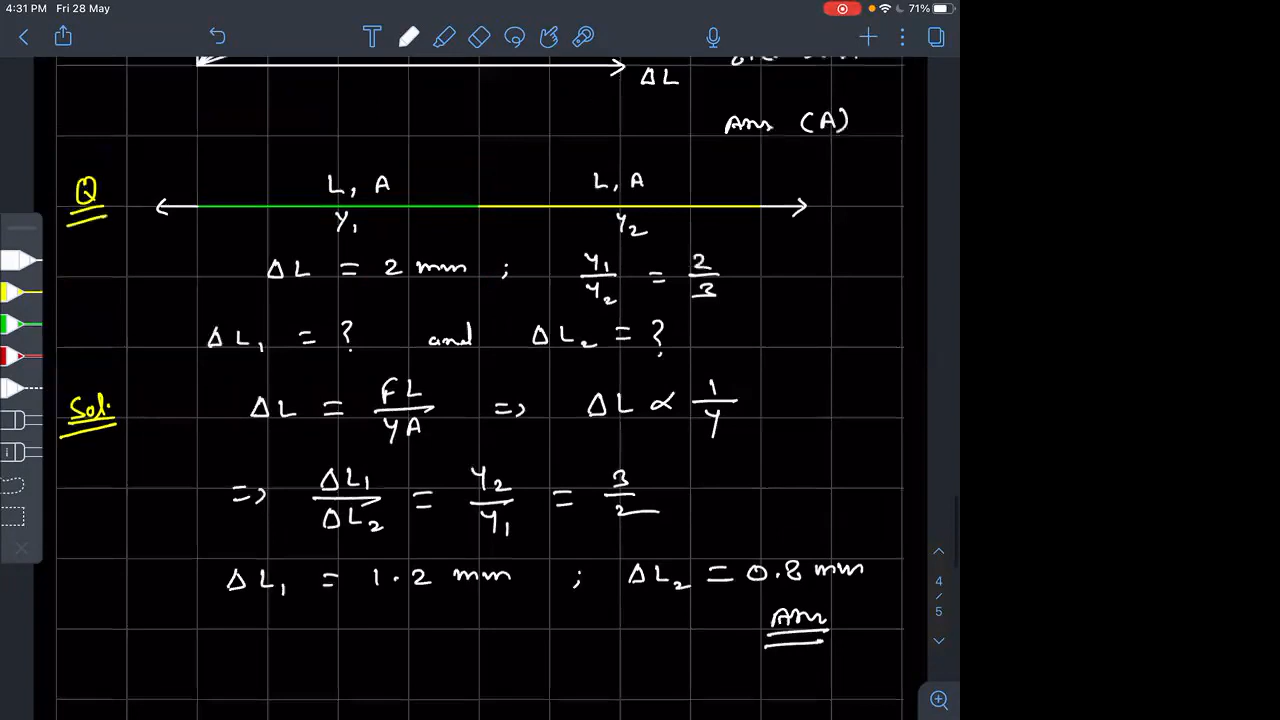 4:31 PM Fri 28 May
71%
ΔL
Ans (A)
Q
L, A L, A
Y₁ Y₂
ΔL = 2 mm ; Y₁/Y₂ = 2/3
ΔL₁ = ? and ΔL₂ = ?
Sol: ΔL = FL/YA => ΔL ∝ 1/Y
=> ΔL₁/ΔL₂ = Y₂/Y₁ = 3/2
ΔL₁ = 1.2 mm ; ΔL₂ = 0.8 mm
Ans
4
/
5